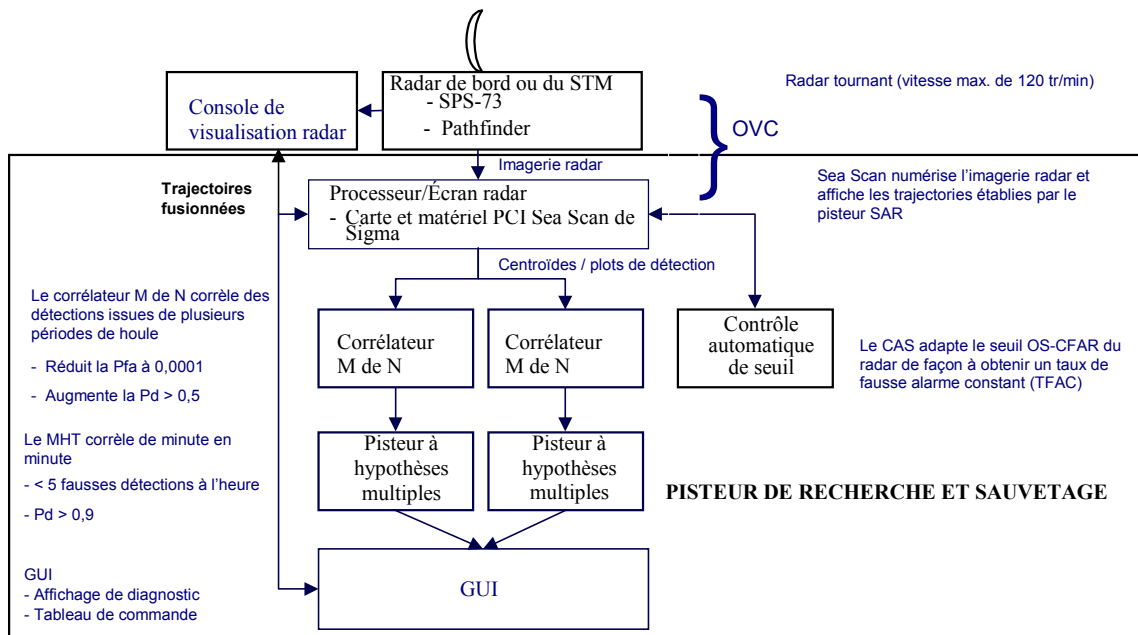 Radar de bord ou du STM
- SPS-73
- Pathfinder
Console de
visualisation radar
Radar tournant (vitesse max. de 120 tr/min)
OVC
Imagerie radar
Trajectoires
fusionnées
Processeur/Écran radar
- Carte et matériel PCI Sea Scan de
Sigma
Sea Scan numérise l'imagerie radar et
affiche les trajectories établies par le
pisteur SAR
Centroïdes / plots de détection
Le corrélateur M de N corrèle des
détections issues de plusieurs
périodes de houle
- Réduit la Pfa à 0,0001
- Augmente la Pd > 0,5
Corrélateur
M de N
Corrélateur
M de N
Contrôle
automatique
de seuil
Le CAS adapte le seuil OS-CFAR du
radar de façon à obtenir un taux de
fausse alarme constant (TFAC)
Le MHT corrèle de minute en
minute
- < 5 fausses détections à l'heure
- Pd > 0,9
Pisteur à
hypothèses
multiples
Pisteur à
hypothèses
multiples
PISTEUR DE RECHERCHE ET SAUVETAGE
GUI
- Affichage de diagnostic
- Tableau de commande
GUI